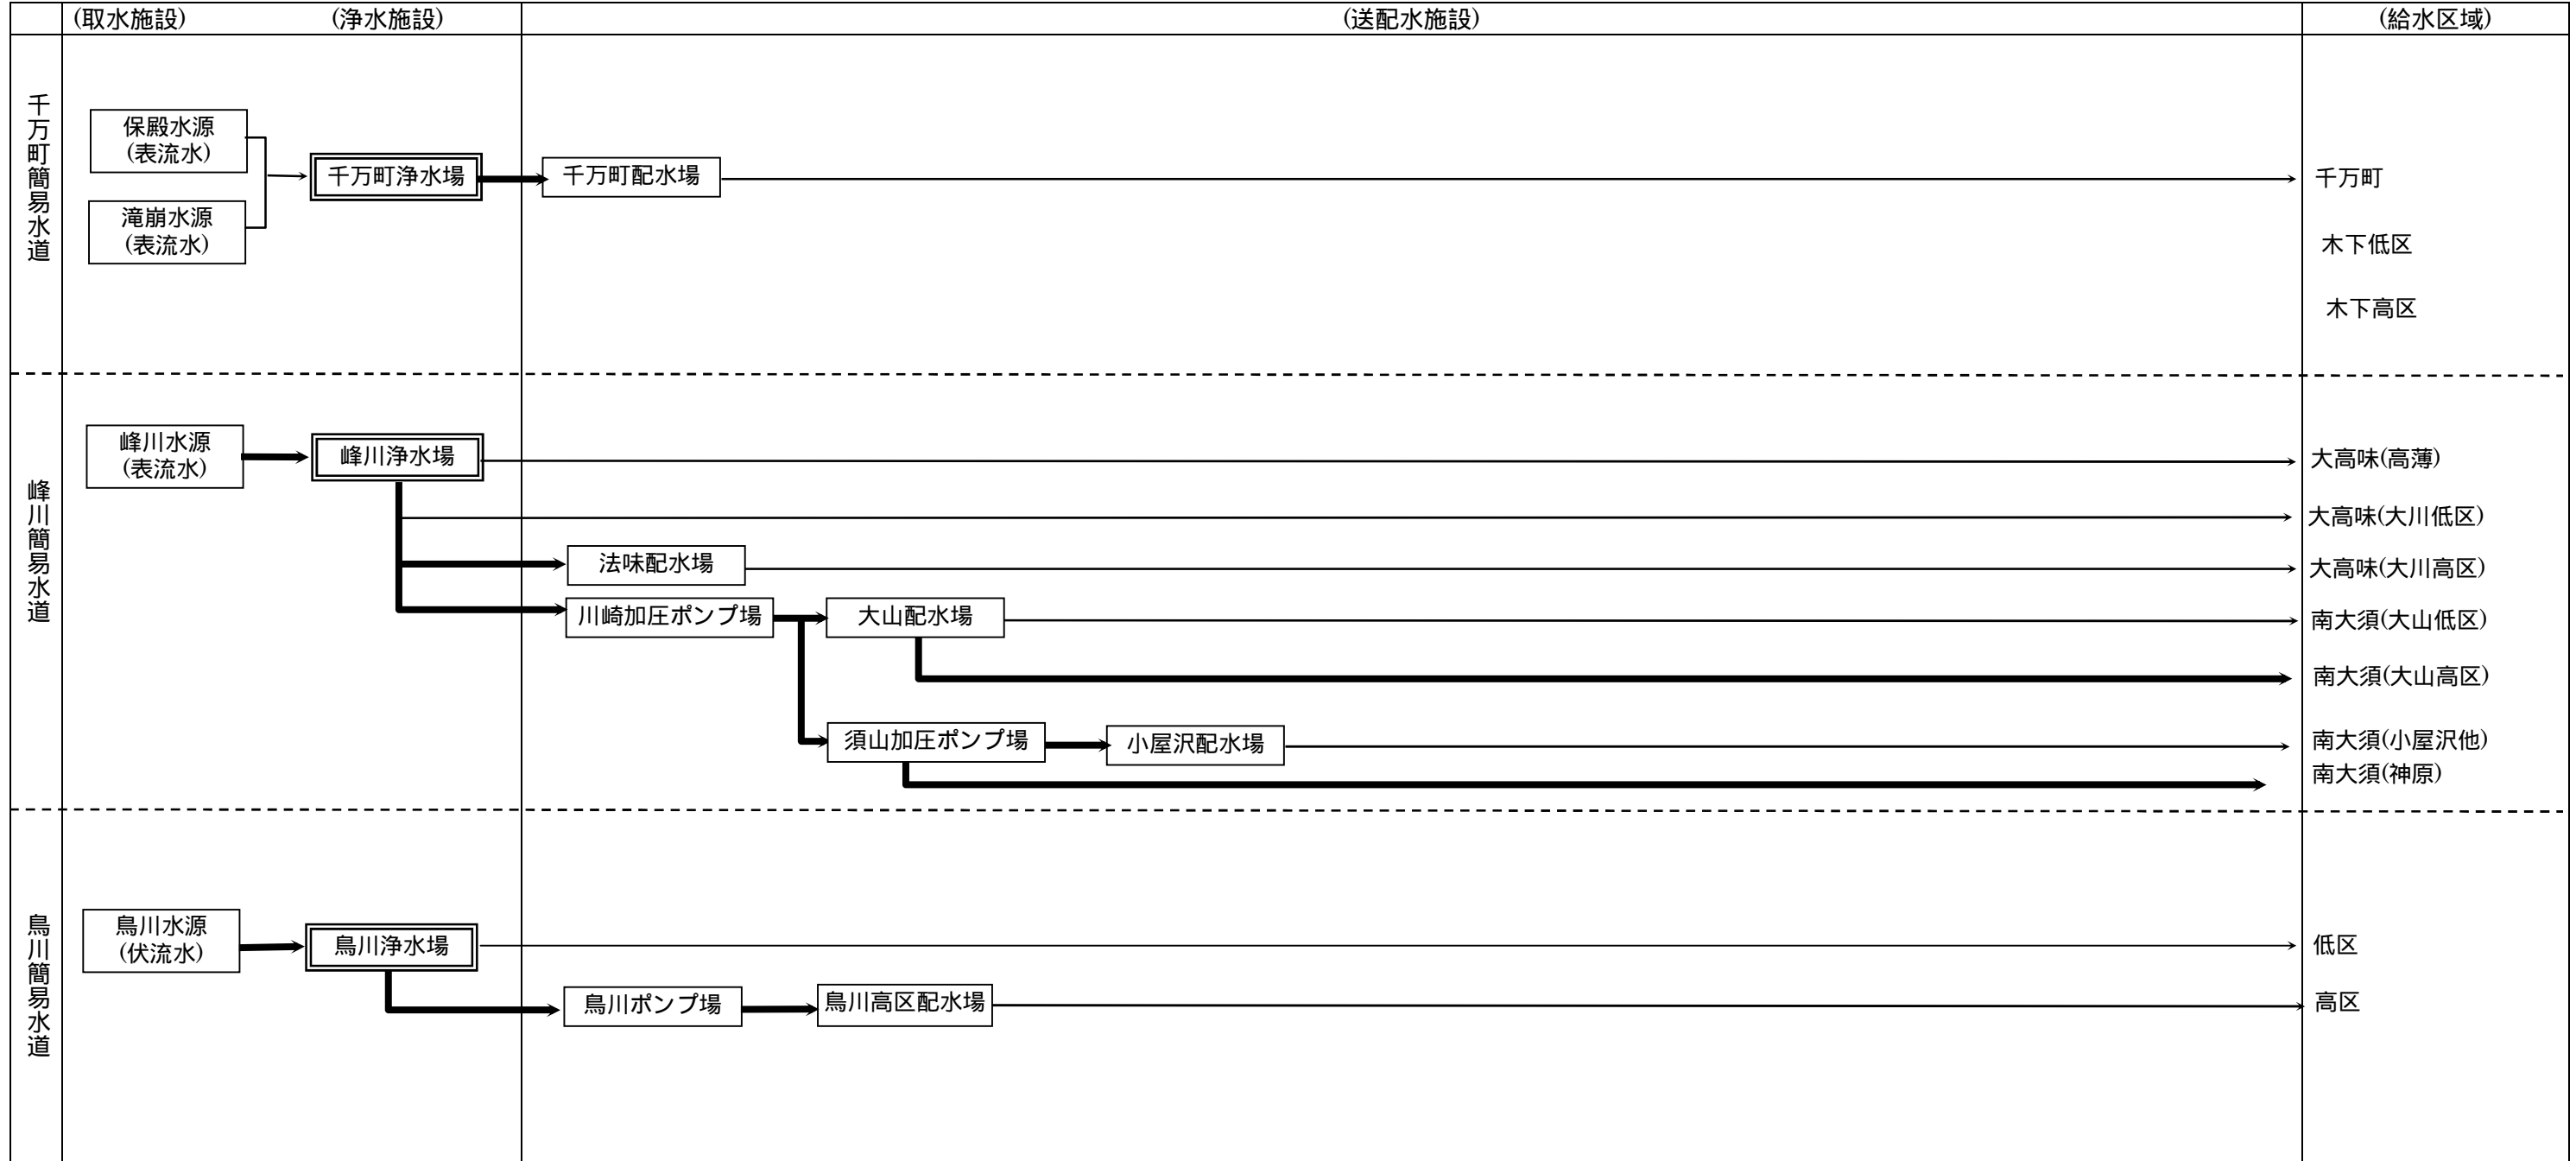 (取水施設)
(浄水施設)
(送配水施設)
(給水区域)
千万町簡易水道
保殿水源
(表流水)
滝崩水源
(表流水)
千万町浄水場
千万町配水場
千万町
木下低区
木下高区
峰川簡易水道
峰川水源
(表流水)
峰川浄水場
大高味(高薄)
大高味(大川低区)
法味配水場
大高味(大川高区)
川崎加圧ポンプ場
大山配水場
南大須(大山低区)
南大須(大山高区)
須山加圧ポンプ場
小屋沢配水場
南大須(小屋沢他)
南大須(神原)
鳥川簡易水道
鳥川水源
(伏流水)
鳥川浄水場
低区
鳥川ポンプ場
鳥川高区配水場
高区